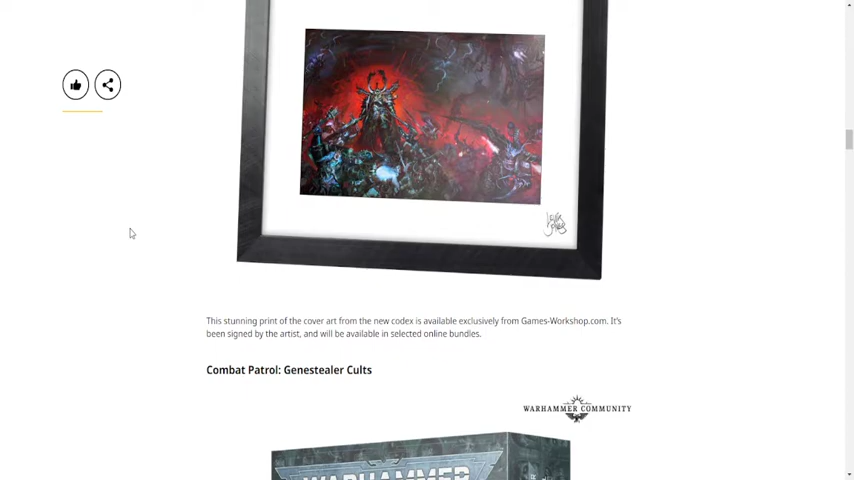 This stunning print of the cover art from the new codex is available exclusively from Games-Workshop.com. It's
been signed by the artist, and will be available in selected online bundles.
Combat Patrol: Genestealer Cults
WARHAMMER COMMUNITY
WARHAMMER